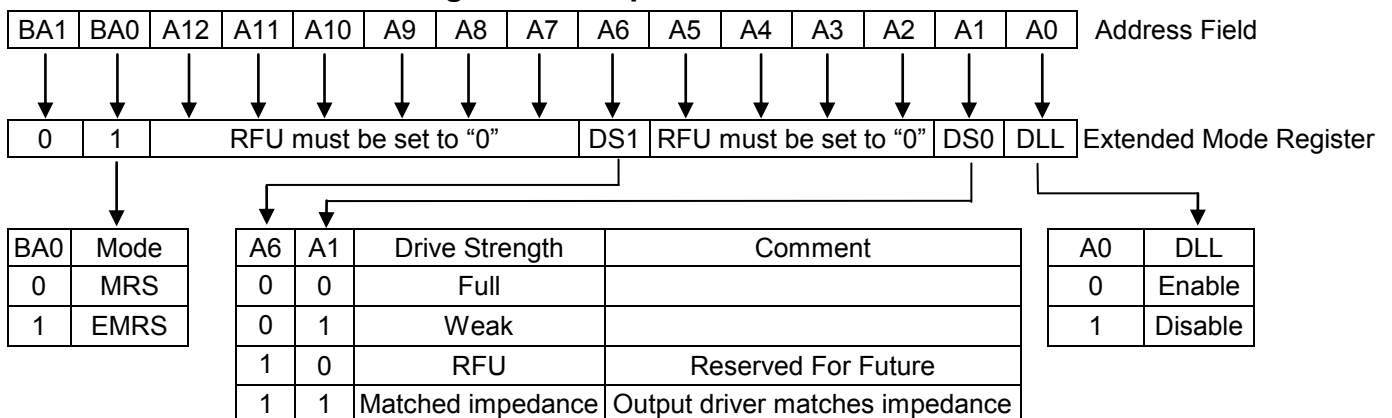 BA1 BA0 A12 A11 A10 A9 A8 A7 A6 A5 A4 A3 A2 A1 A0 Address Field
0 1 RFU must be set to “0” DS1 RFU must be set to “0” DS0 DLL Extended Mode Register
BA0 Mode A6 A1 Drive Strength Comment A0 DLL
0 MRS 0 0 Full 0 Enable
1 EMRS 0 1 Weak 1 Disable
1 0 RFU Reserved For Future
1 1 Matched impedance Output driver matches impedance